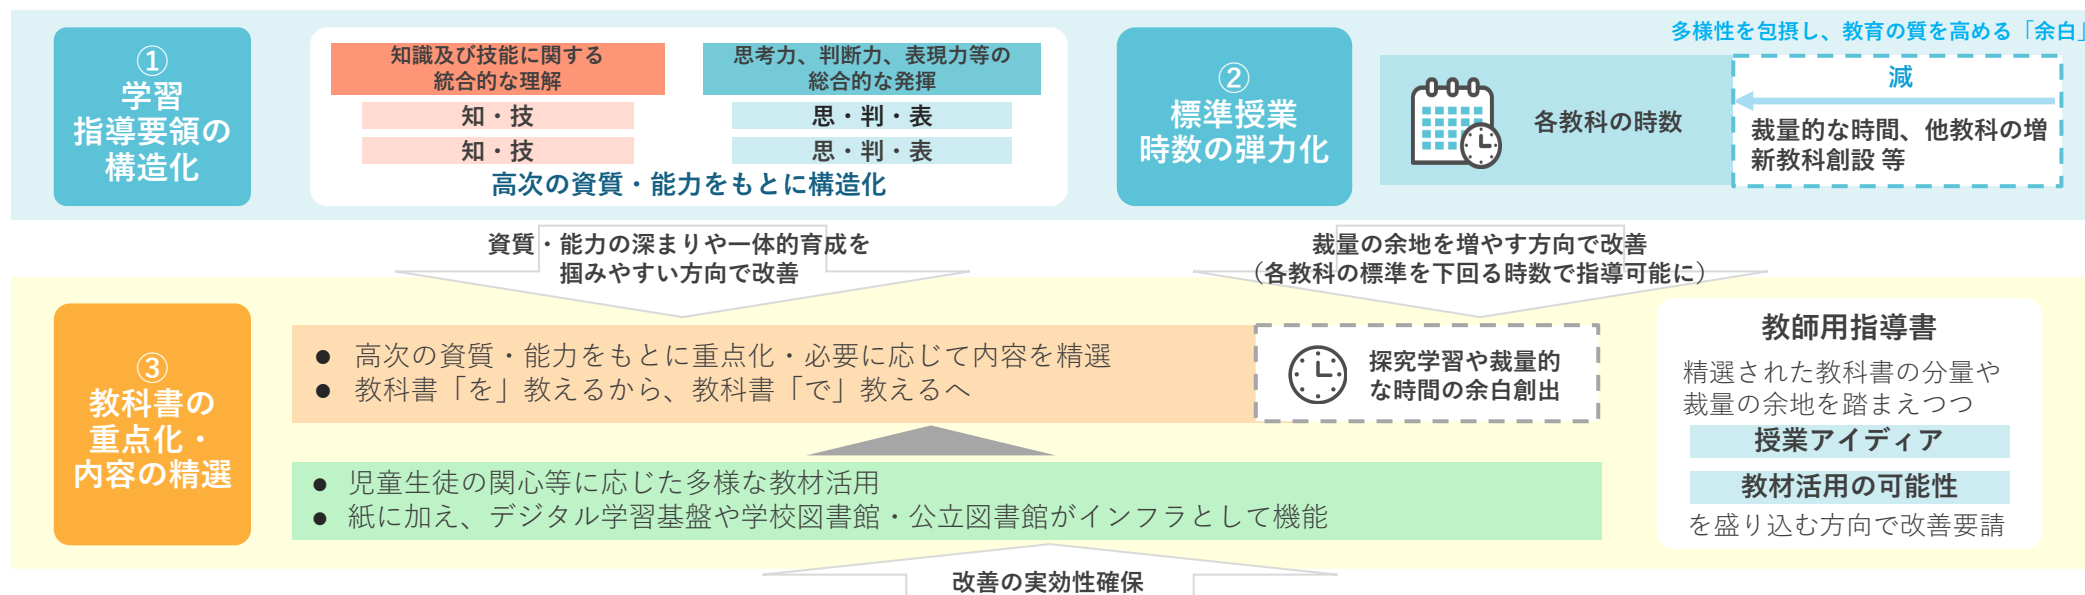 ①
学習
指導要領の
構造化
知識及び技能に関する
統合的な理解
知・技
知・技
思考力、判断力、表現力等の
総合的な発揮
思・判・表
思・判・表
高次の資質・能力をもとに構造化
②
標準授業
時数の弾力化
多様性を包摂し、教育の質を高める「余白」
各教科の時数
減
裁量的な時間、他教科の増
新教科創設 等
資質・能力の深まりや一体的育成を
掴みやすい方向で改善
裁量の余地を増やす方向で改善
（各教科の標準を下回る時数で指導可能に）
③
教科書の
重点化・
内容の精選
● 高次の資質・能力をもとに重点化・必要に応じて内容を精選
● 教科書「を」教えるから、教科書「で」教えるへ
探究学習や裁量的
な時間の余白創出
● 児童生徒の関心等に応じた多様な教材活用
● 紙に加え、デジタル学習基盤や学校図書館・公立図書館がインフラとして機能
教師用指導書
精選された教科書の分量や
裁量の余地を踏まえつつ
授業アイディア
教材活用の可能性
を盛り込む方向で改善要請
改善の実効性確保